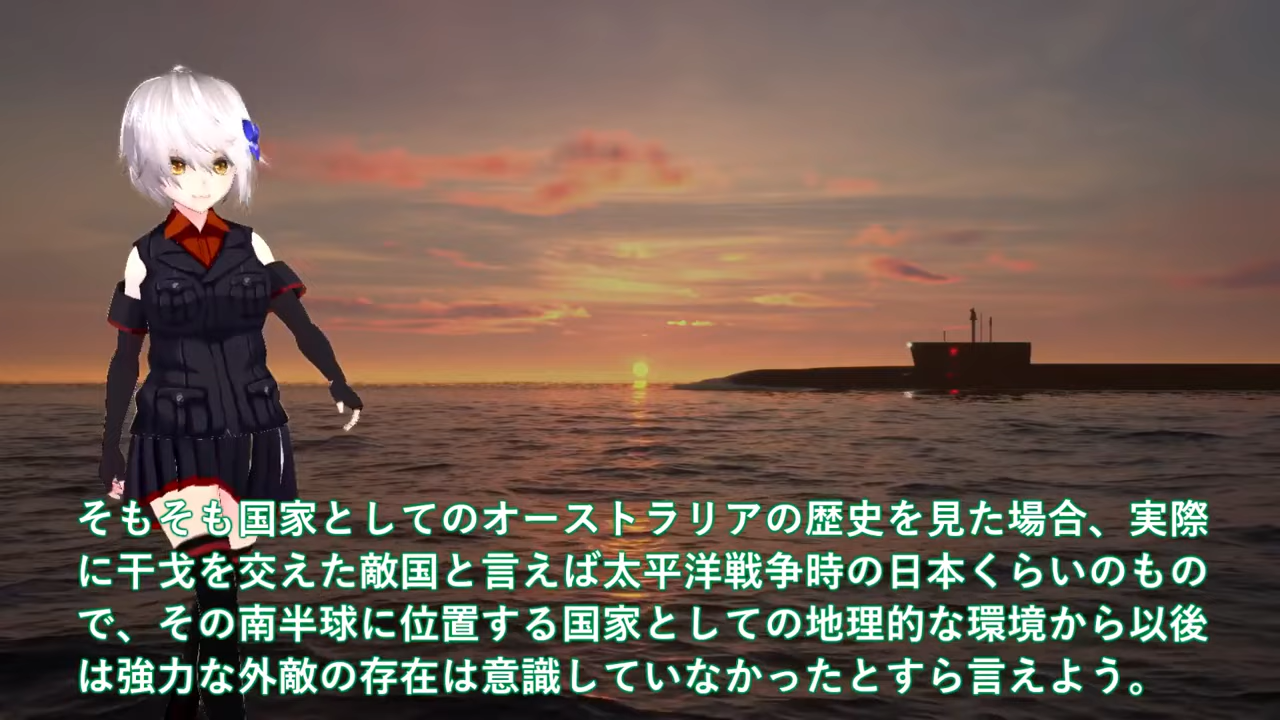 そもそも国家としてのオーストラリアの歴史を見た場合、実際
に干戈を交えた敵国と言えば太平洋戦争時の日本くらいのもの
で、その南半球に位置する国家としての地理的な環境から以後
は強力な外敵の存在は意識していなかったとすら言えよう。